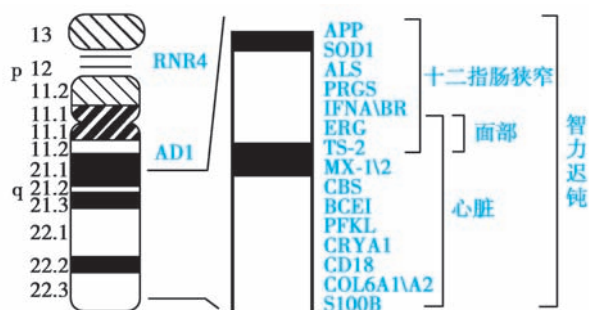 13
p
12
11.2
11.1
11.1
11.2
21.1
q
21.2
21.3
22.1
22.2
22.3
RNR4
AD1
APP
SOD1
ALS
PRGS
IFNA\BR
ERG
TS-2
MX-1\2
CBS
BCEI
PFKL
CRYA1
CD18
COL6A1\A2
S100B
十二指肠狭窄
面部
心脏
智力迟钝